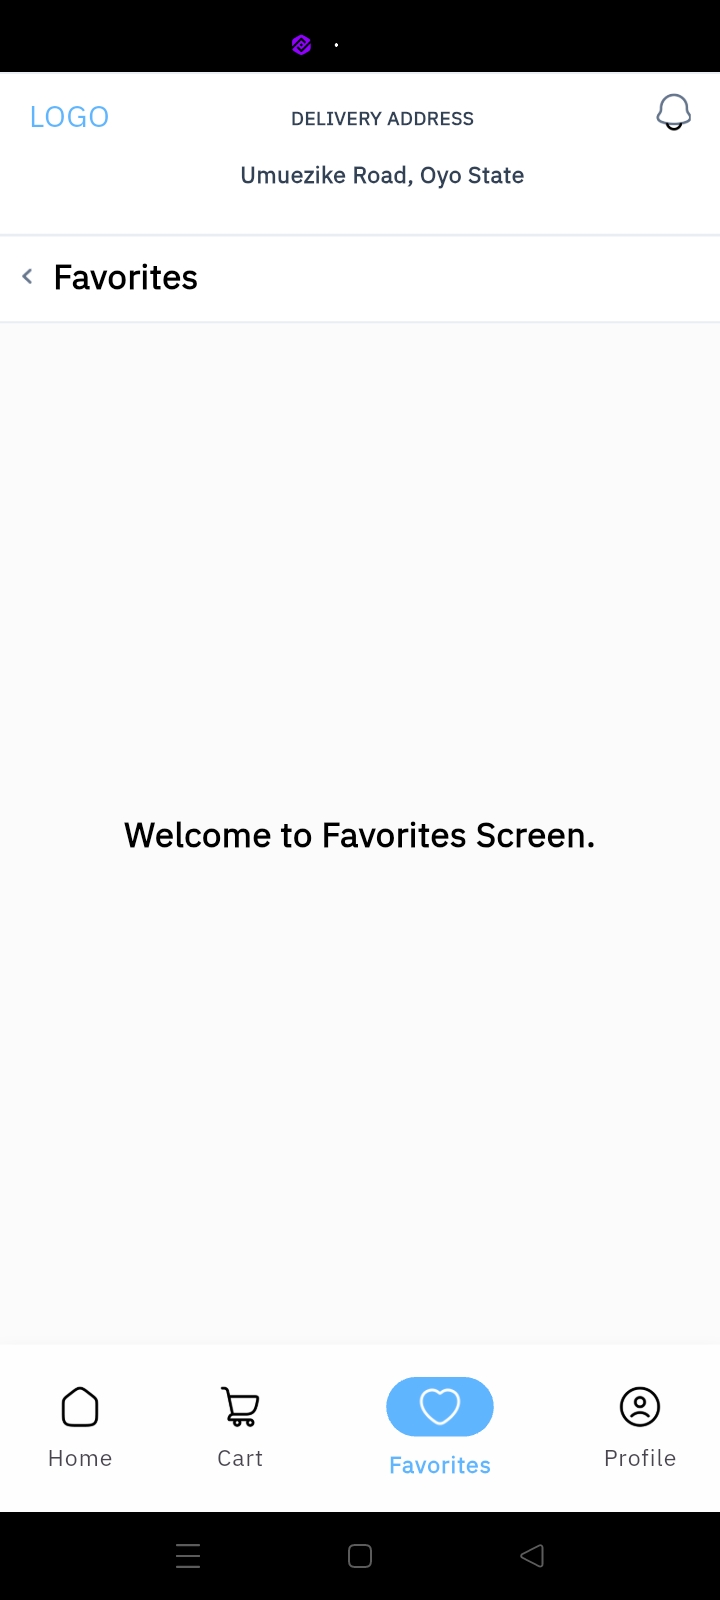 LOGO
DELIVERY ADDRESS
Umuezike Road, Oyo State
Favorites
Welcome to Favorites Screen.
Home
Cart
Favorites
Profile